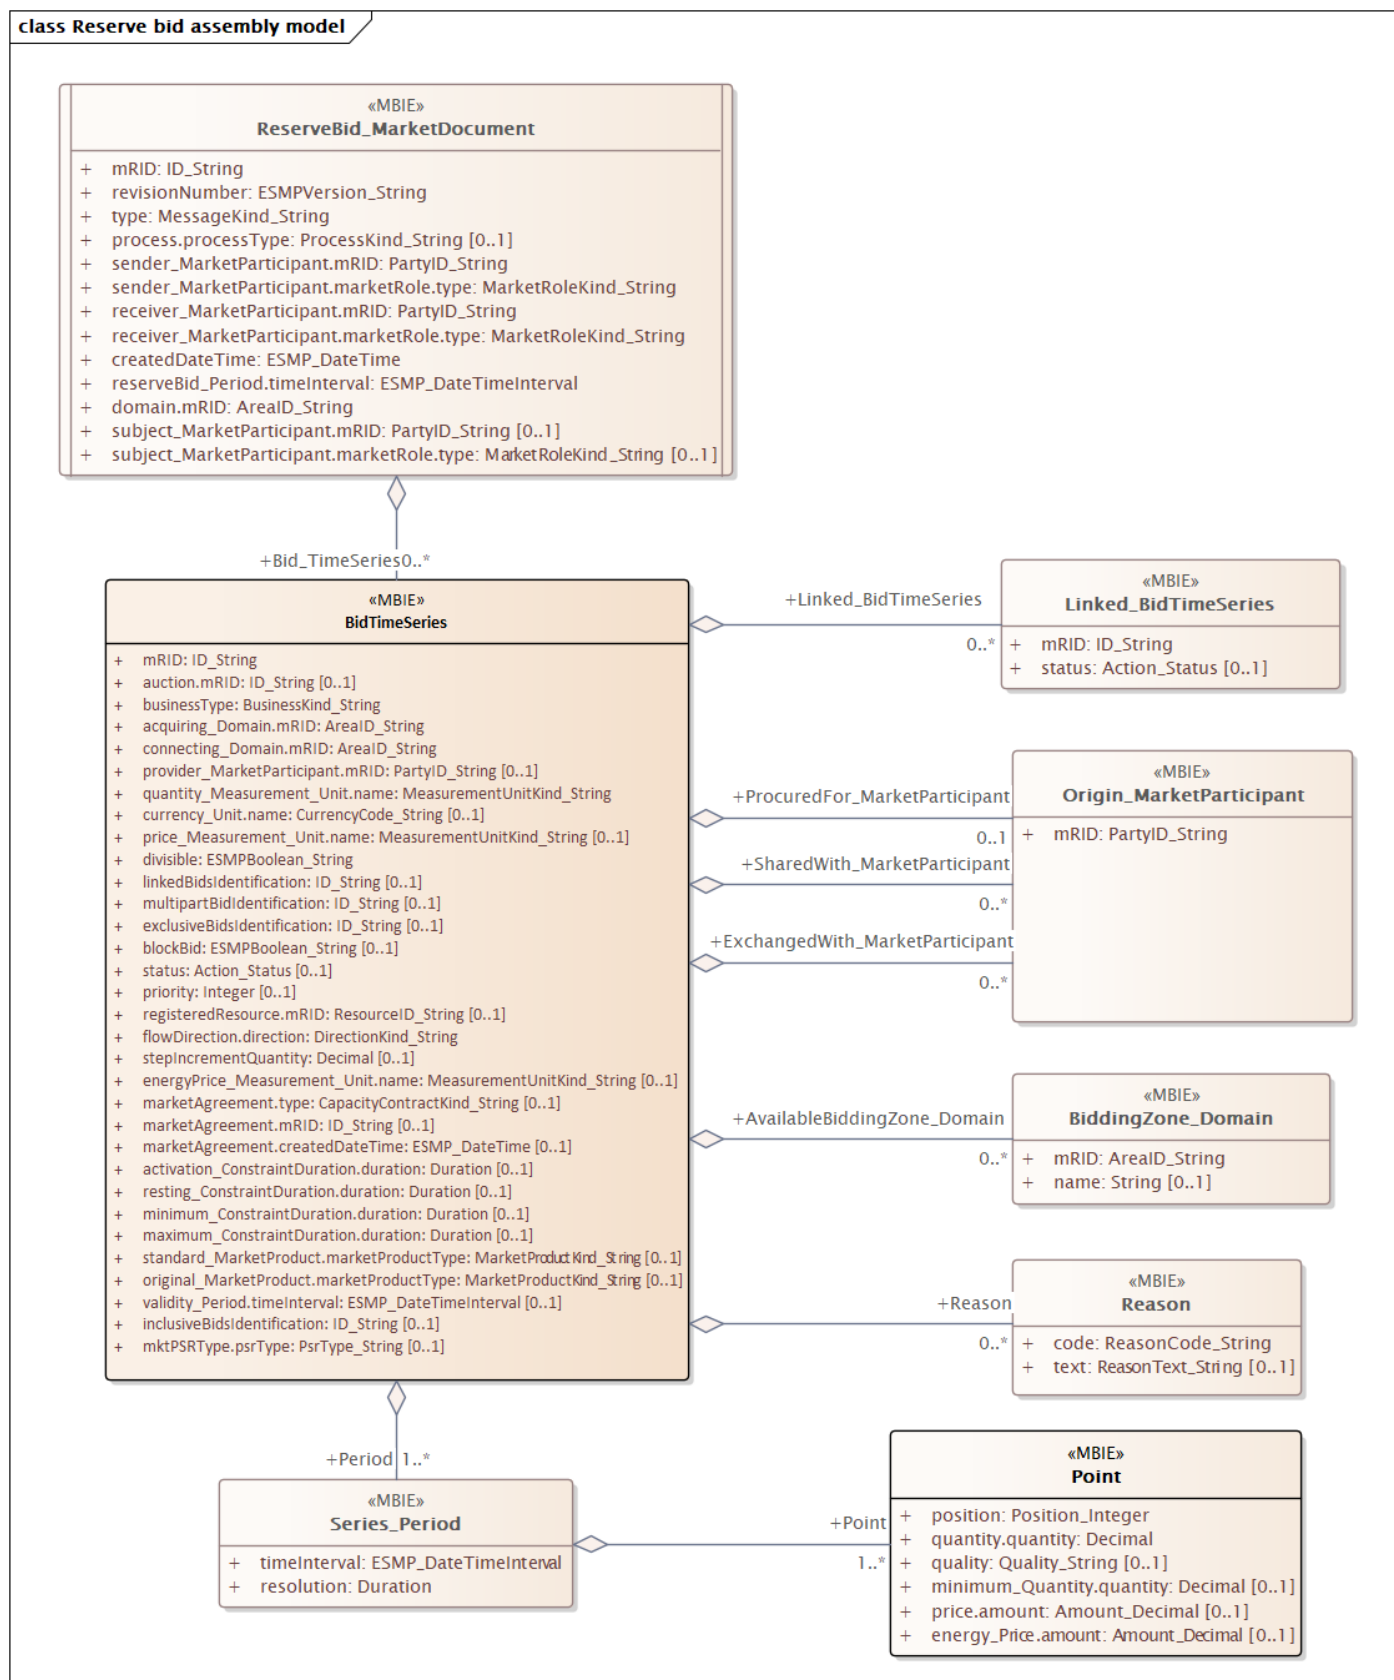 class Reserve bid assembly model
«MBIE»
ReserveBid_MarketDocument
+ mRID: ID_String
+ revisionNumber: ESMPVersion_String
+ type: MessageKind_String
+ process.processType: ProcessKind_String [0..1]
+ sender_MarketParticipant.mRID: PartyID_String
+ sender_MarketParticipant.marketRole.type: MarketRoleKind_String
+ receiver_MarketParticipant.mRID: PartyID_String
+ receiver_MarketParticipant.marketRole.type: MarketRoleKind_String
+ createdDateTime: ESMP_DateTime
+ reserveBid_Period.timeInterval: ESMP_DateTimeInterval
+ domain.mRID: AreaID_String
+ subject_MarketParticipant.mRID: PartyID_String [0..1]
+ subject_MarketParticipant.marketRole.type: MarketRoleKind_String [0..1]
+Bid_TimeSeries0..*
«MBIE»
BidTimeSeries
+ mRID: ID_String
+ auction.mRID: ID_String [0..1]
+ businessType: BusinessKind_String
+ acquiring_Domain.mRID: AreaID_String
+ connecting_Domain.mRID: AreaID_String
+ provider_MarketParticipant.mRID: PartyID_String [0..1]
+ quantity_Measurement_Unit.name: MeasurementUnitKind_String
+ currency_Unit.name: CurrencyCode_String [0..1]
+ price_Measurement_Unit.name: MeasurementUnitKind_String [0..1]
+ divisible: ESMPBoolean_String
+ linkedBidsIdentification: ID_String [0..1]
+ multipartBidIdentification: ID_String [0..1]
+ exclusiveBidsIdentification: ID_String [0..1]
+ blockBid: ESMPBoolean_String [0..1]
+ status: Action_Status [0..1]
+ priority: Integer [0..1]
+ registeredResource.mRID: ResourceID_String [0..1]
+ flowDirection.direction: DirectionKind_String
+ stepIncrementQuantity: Decimal [0..1]
+ energyPrice_Measurement_Unit.name: MeasurementUnitKind_String [0..1]
+ marketAgreement.type: CapacityContractKind_String [0..1]
+ marketAgreement.mRID: ID_String [0..1]
+ marketAgreement.createdDateTime: ESMP_DateTime [0..1]
+ activation_ConstraintDuration.duration: Duration [0..1]
+ resting_ConstraintDuration.duration: Duration [0..1]
+ minimum_ConstraintDuration.duration: Duration [0..1]
+ maximum_ConstraintDuration.duration: Duration [0..1]
+ standard_MarketProduct.marketProductType: MarketProductKind_String [0..1]
+ original_MarketProduct.marketProductType: MarketProductKind_String [0..1]
+ validity_Period.timeInterval: ESMP_DateTimeInterval [0..1]
+ inclusiveBidsIdentification: ID_String [0..1]
+ mktPSRType.psrType: PsrType_String [0..1]
+Linked_BidTimeSeries
0..*
«MBIE»
Linked_BidTimeSeries
+ mRID: ID_String
+ status: Action_Status [0..1]
+ProcuredFor_MarketParticipant
0..1
+SharedWith_MarketParticipant
0..*
+ExchangedWith_MarketParticipant
0..*
«MBIE»
Origin_MarketParticipant
+ mRID: PartyID_String
+AvailableBiddingZone_Domain
0..*
«MBIE»
BiddingZone_Domain
+ mRID: AreaID_String
+ name: String [0..1]
+Reason
0..*
«MBIE»
Reason
+ code: ReasonCode_String
+ text: ReasonText_String [0..1]
+Period 1..*
«MBIE»
Series_Period
+ timeInterval: ESMP_DateTimeInterval
+ resolution: Duration
+Point
1..*
«MBIE»
Point
+ position: Position_Integer
+ quantity.quantity: Decimal
+ quality: Quality_String [0..1]
+ minimum_Quantity.quantity: Decimal [0..1]
+ price.amount: Amount_Decimal [0..1]
+ energy_Price.amount: Amount_Decimal [0..1]